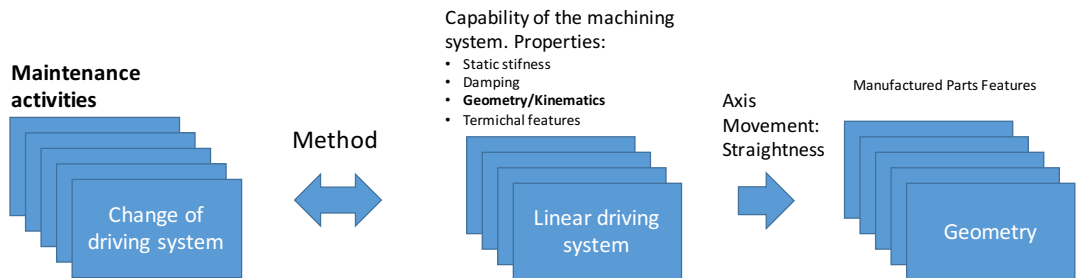 Maintenance
activities
Change of
driving system
Method
Capability of the machining
system. Properties:
• Static stifness
• Damping
• Geometry/Kinematics
• Termichal features
Linear driving
system
Axis
Movement:
Straightness
Manufactured Parts Features
Geometry